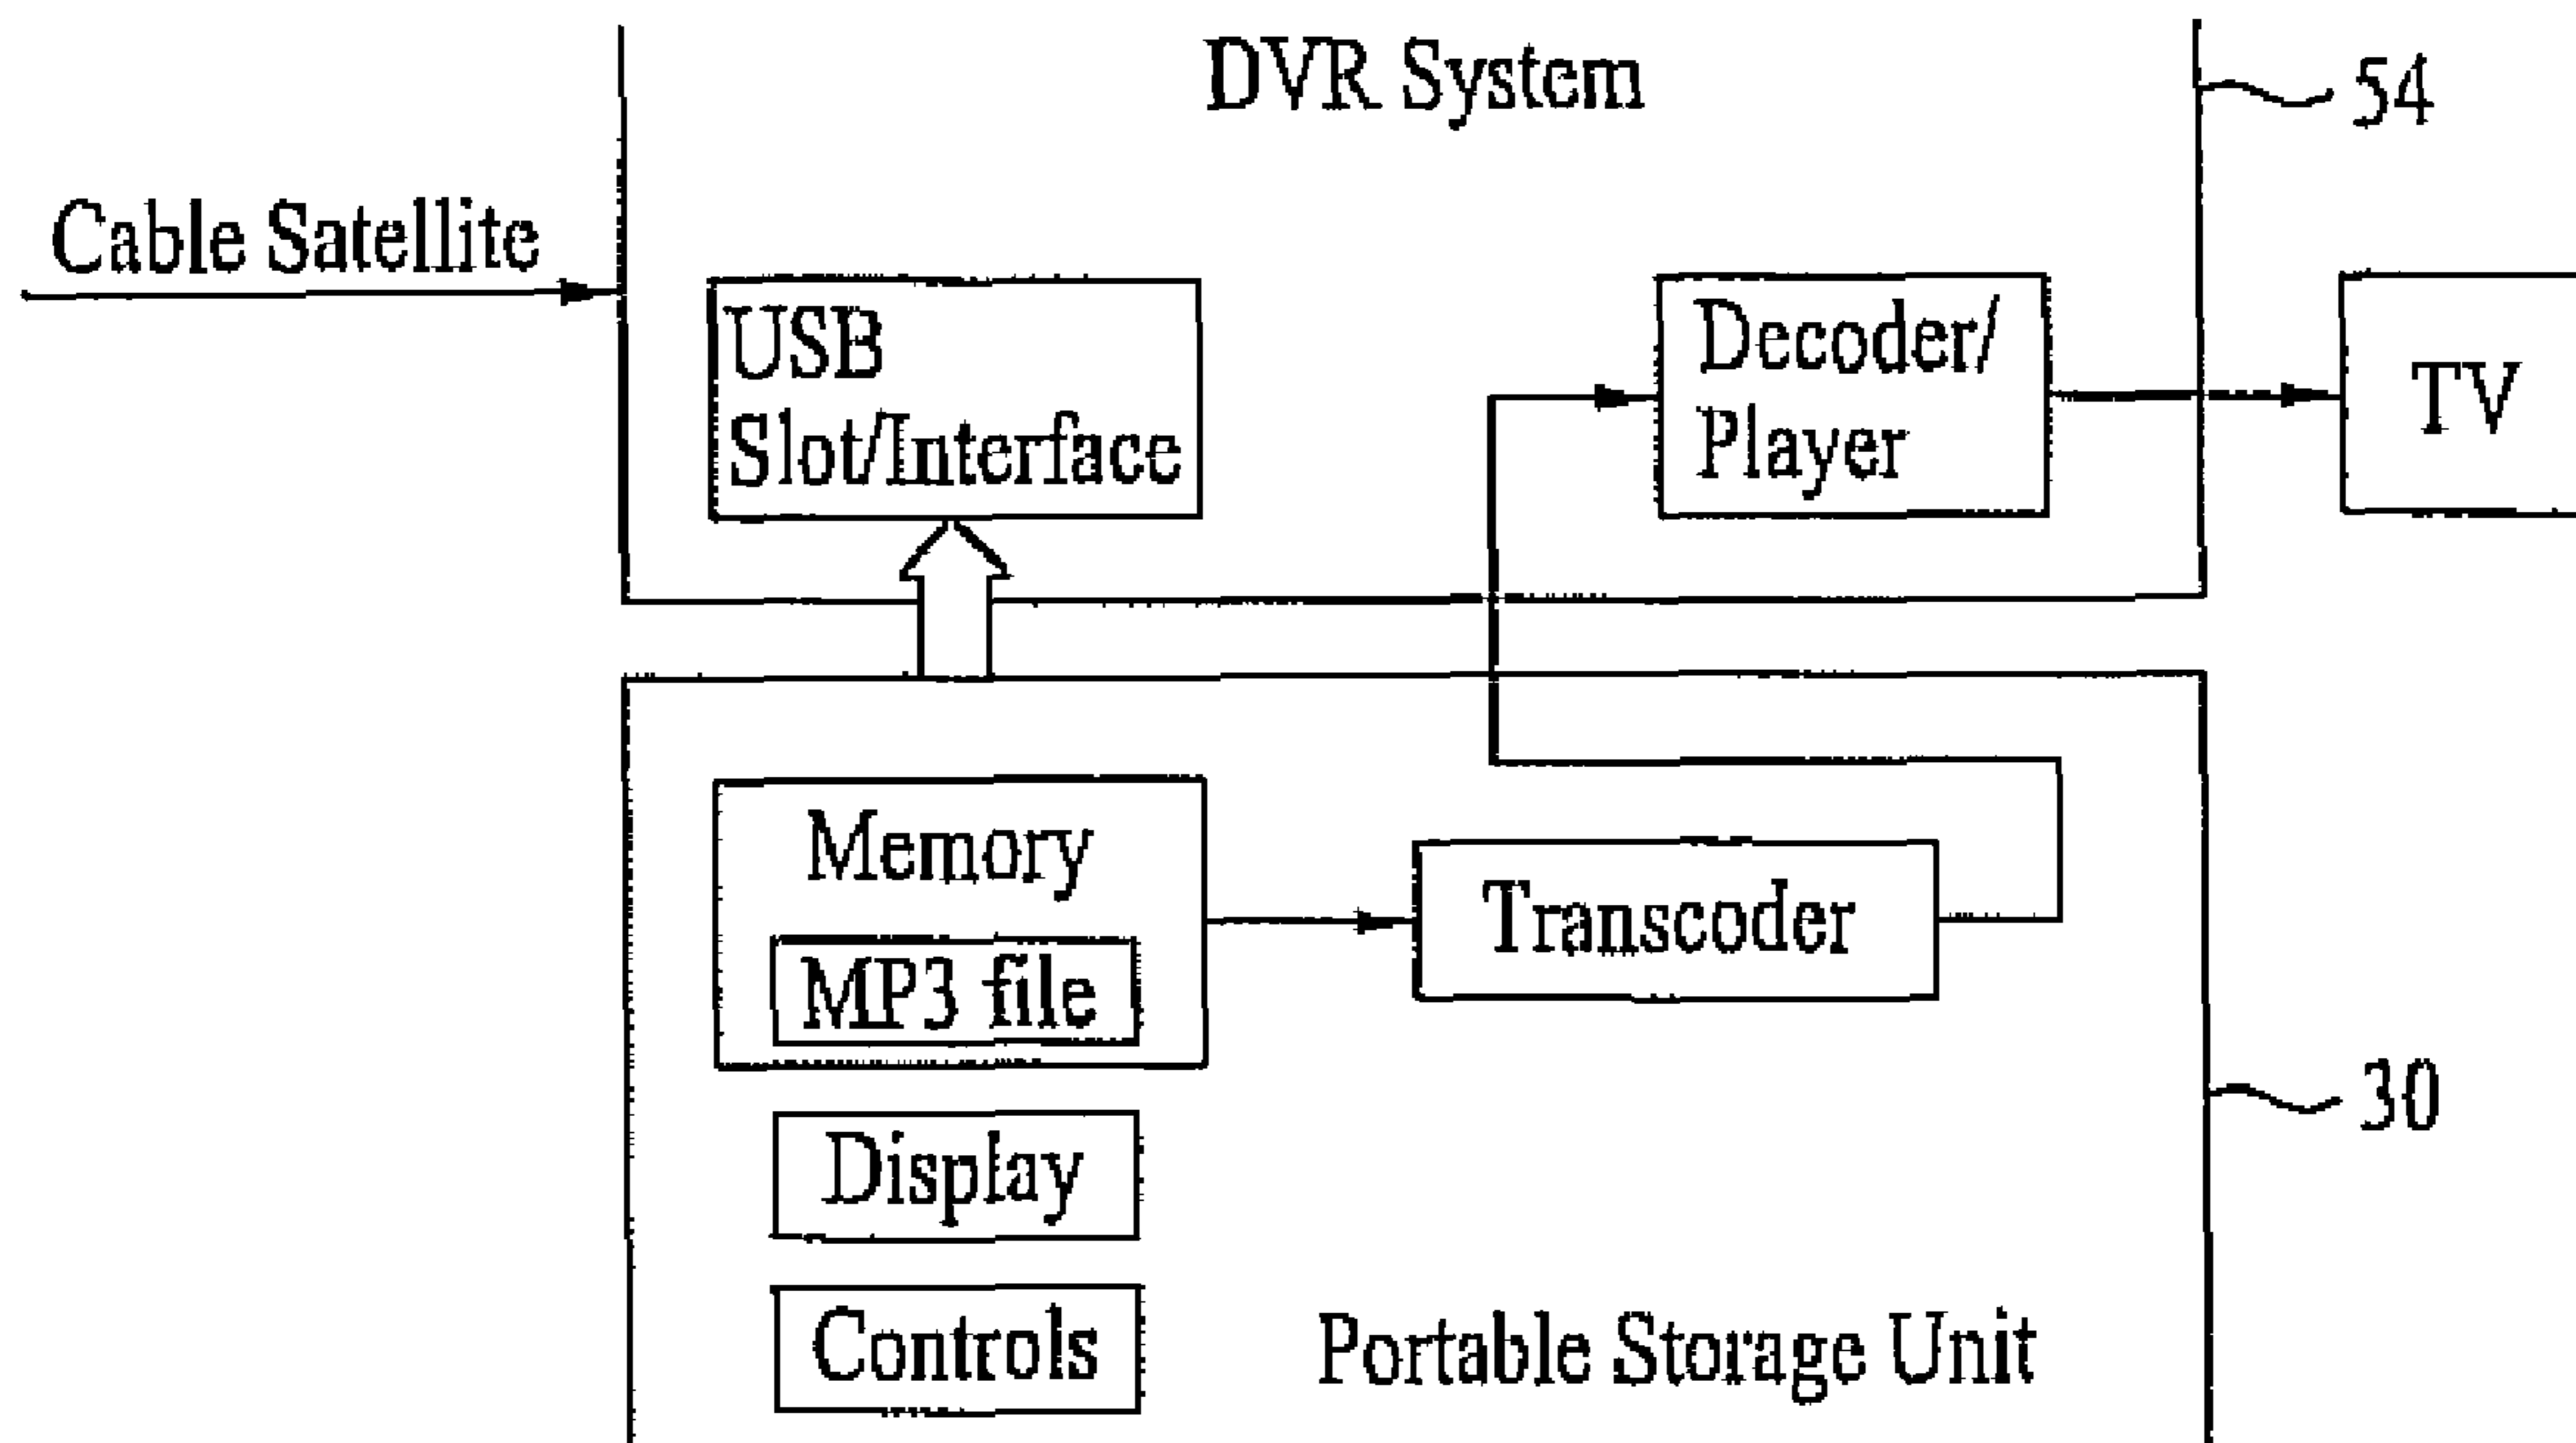 DVR System
54
Cable Satellite
USB
Slot/Interface
Decoder/
Player
TV
Memory
MP3 file
Transcoder
Display
30
Controls
Portable Storage Unit